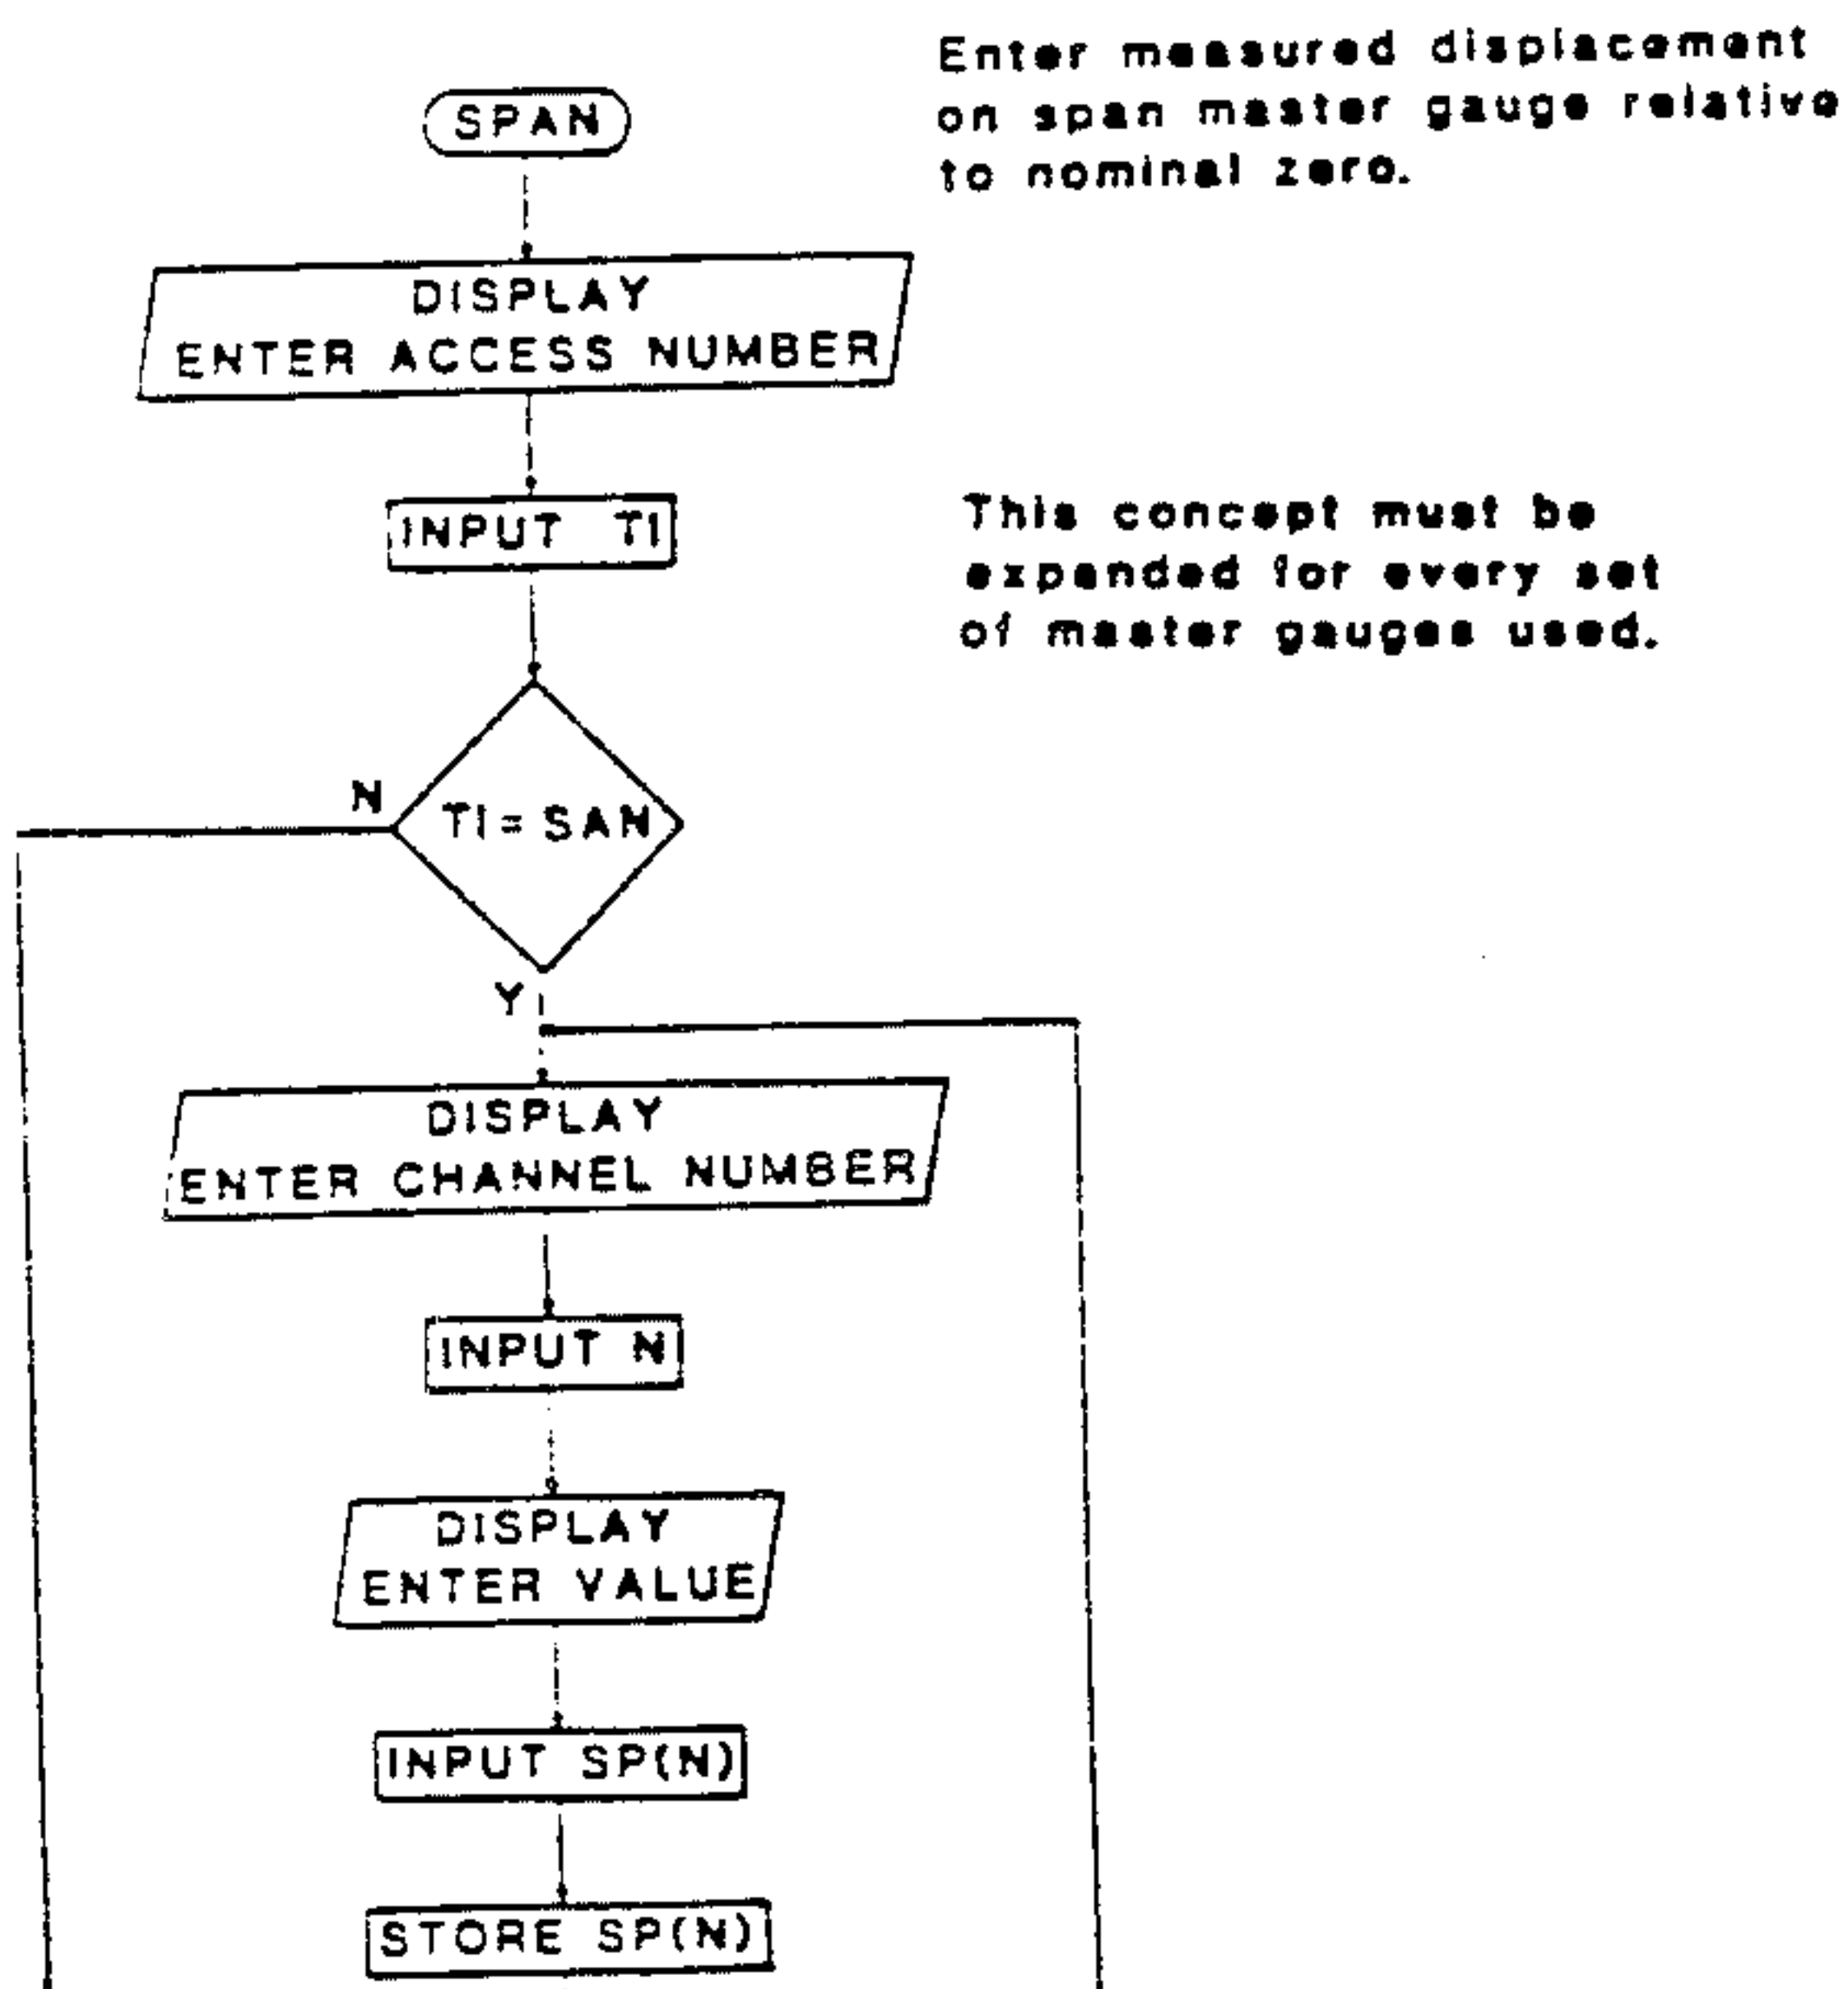 Enter measured displacement
on span master gauge relative
to nominal zero.
SPAN
DISPLAY
ENTER ACCESS NUMBER
INPUT TI
This concept must be
expanded for every set
of master gauges used.
N
TI=SAN
Y
DISPLAY
ENTER CHANNEL NUMBER
INPUT N
DISPLAY
ENTER VALUE
INPUT SP(N)
STORE SP(N)